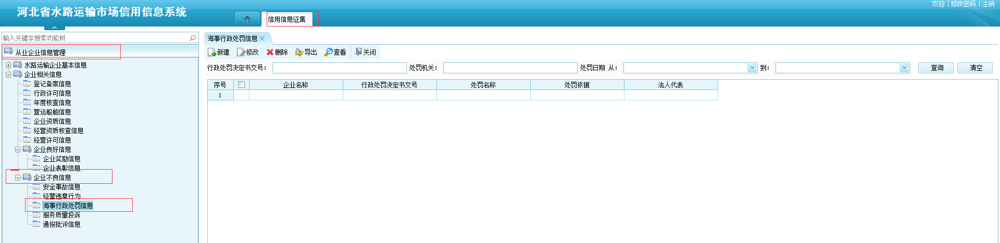 河北省水路运输市场信用信息系统
欢迎 | 修改密码 | 注销
信用信息征集
输入关键字搜索功能树
从业企业信息管理
水路运输企业基本信息
企业相关信息
登记备案信息
行政许可信息
年度核查信息
营运船舶信息
企业资质信息
经营资质核查信息
经营许可信息
企业良好信息
企业奖励信息
企业表彰信息
企业不良信息
安全事故信息
经营违章行为
海事行政处罚信息
服务质量投诉
通报批评信息
海事行政处罚信息
新建 修改 删除 导出 查看 关闭
行政处罚决定书文号： 处罚机关： 处罚日期 从： 到： 查询 清空
序号 企业名称 行政处罚决定书文号 处罚名称 处罚依据 法人代表
1